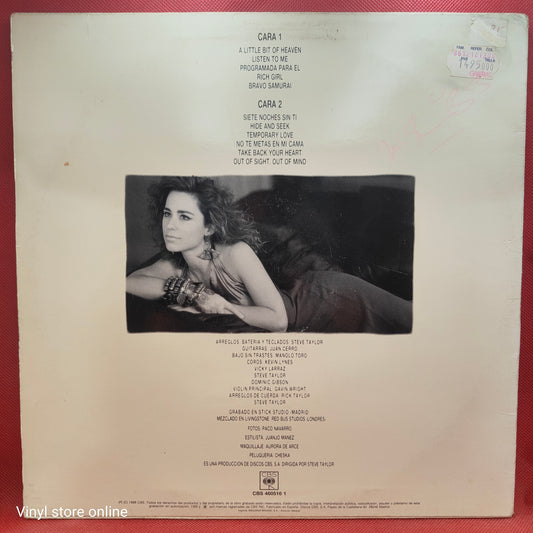 CARA 1
A LITTLE BIT OF HEAVEN
LISTEN TO ME
PROGRAMADA PARA EL
RICH GIRL
BRAVO SAMURAI
CARA 2
SIETE NOCHES SIN TI
HIDE AND SEEK
TEMPORARY LOVE
NO TE METAS EN MI CAMA
TAKE BACK YOUR HEART
OUT OF SIGHT, OUT OF MIND
ARREGLOS, BATERIA Y TECLADOS: STEVE TAYLOR
GUITARRAS: JUAN CERRO
BAJO SIN TRASTES: MANOLO TORO
COROS: KEVIN LYNES
VICKY LARRAZ
STEVE TAYLOR
DOMINIC GIBSON
VIOLIN PRINCIPAL: GAVIN WRIGHT
ARREGLOS DE CUERDA: RICH TAYLOR
STEVE TAYLOR
GRABADO EN STICK STUDIO (MADRID)
MEZCLADO EN LIVINGSTONE, RED BUS STUDIOS (LONDRES)
FOTOS: PACO NAVARRO
ESTILISTA: JUANJO MAÑEZ
MAQUILLAJE: AURORA DE ARCE
PELUQUERIA: CHESKA
ES UNA PRODUCCION DE DISCOS CBS, S.A. DIRIGIDA POR STEVE TAYLOR
CBS
CBS 460516 1
Vinyl store online